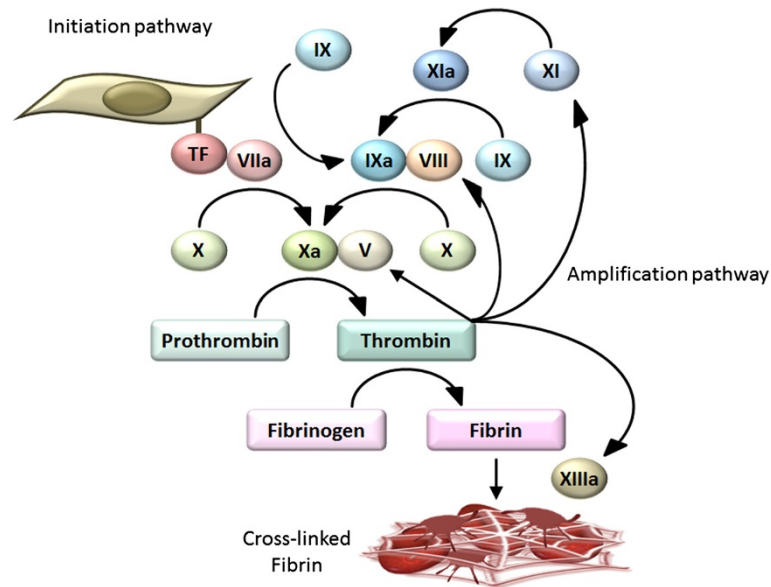 Initiation pathway
IX
XIa
XI
TF
VIIa
IXa
VIII
IX
X
Xa
V
X
Amplification pathway
Prothrombin
Thrombin
Fibrinogen
Fibrin
XIIIa
Cross-linked
Fibrin